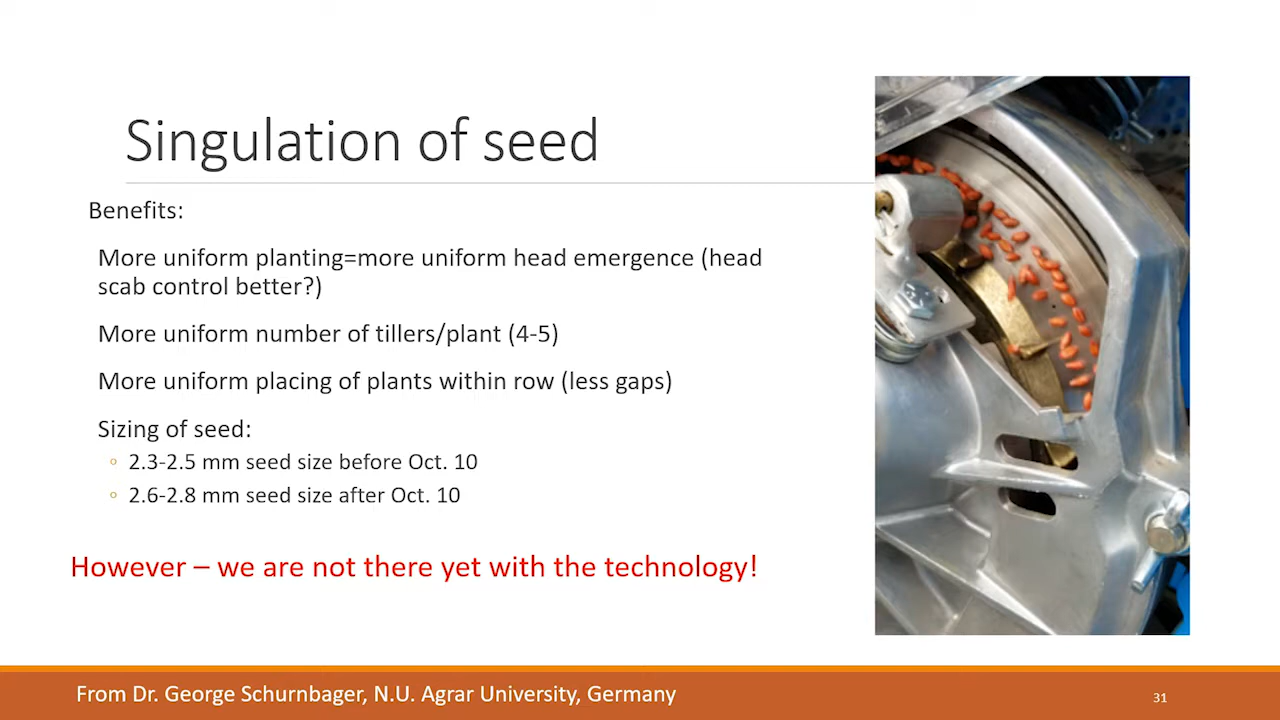 Singulation of seed
Benefits:
More uniform planting=more uniform head emergence (head
scab control better?)
More uniform number of tillers/plant (4-5)
More uniform placing of plants within row (less gaps)
Sizing of seed:
◦ 2.3-2.5 mm seed size before Oct. 10
◦ 2.6-2.8 mm seed size after Oct. 10
However – we are not there yet with the technology!
From Dr. George Schurnbager, N.U. Agrar University, Germany
31